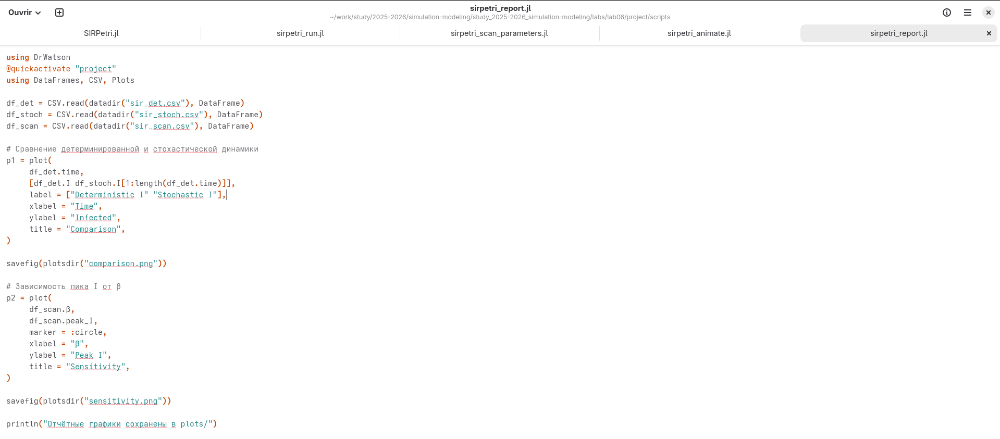 Ouvrir
sirpetri_report.jl
~/work/study/2025-2026/simulation-modeling/study_2025-2026_simulation-modeling/labs/lab06/project/scripts
SIRPetri.jl
sirpetri_run.jl
sirpetri_scan_parameters.jl
sirpetri_animate.jl
sirpetri_report.jl
using DrWatson
@quickactivate "project"
using DataFrames, CSV, Plots

df_det = CSV.read(datadir("sir_det.csv"), DataFrame)
df_stoch = CSV.read(datadir("sir_stoch.csv"), DataFrame)
df_scan = CSV.read(datadir("sir_scan.csv"), DataFrame)

# Сравнение детерминированной и стохастической динамики
p1 = plot(
     df_det.time,
     [df_det.I df_stoch.I[1:length(df_det.time)]],
     label = ["Deterministic I" "Stochastic I"],
     xlabel = "Time",
     ylabel = "Infected",
     title = "Comparison",
)

savefig(plotsdir("comparison.png"))

# Зависимость пика I от β
p2 = plot(
     df_scan.β,
     df_scan.peak_I,
     marker = :circle,
     xlabel = "β",
     ylabel = "Peak I",
     title = "Sensitivity",
)

savefig(plotsdir("sensitivity.png"))

println("Отчётные графики сохранены в plots/")